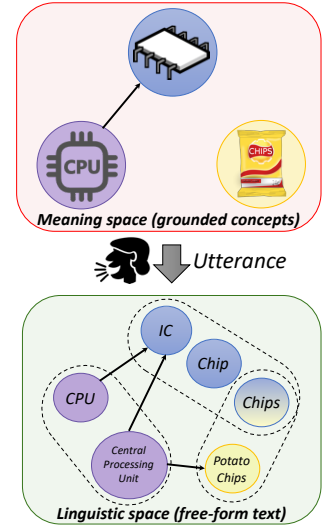 CPU
CHIPS
Meaning space (grounded concepts)
Utterance
IC
Chip
CPU
Chips
Central
Processing
Unit
Potato
Chips
Linguistic space (free-form text)